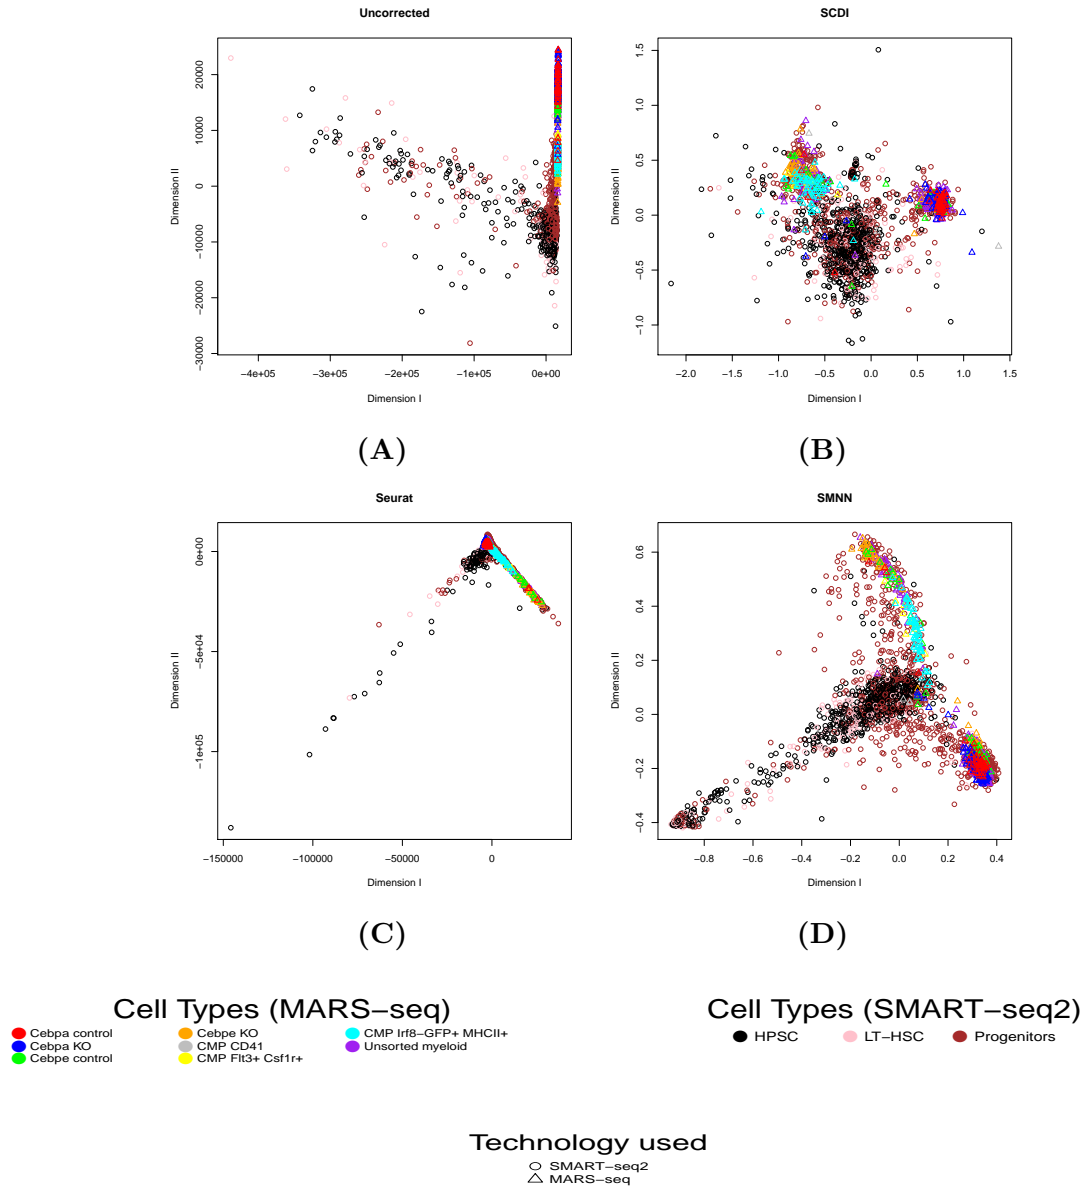 Uncorrected
SCDI
20000
10000
0
−10000
−20000
−30000
Dimension II
−4e+05 −3e+05 −2e+05 −1e+05 0e+00
Dimension I
1.5
1.0
0.5
0.0
−0.5
−1.0
Dimension II
−2.0 −1.5 −1.0 −0.5 0.0 0.5 1.0 1.5
Dimension I
(A)
(B)
Seurat
SMNN
0e+00
−5e+04
−1e+05
Dimension II
−150000 −100000 −50000 0
Dimension I
0.6
0.4
0.2
0.0
−0.2
−0.4
Dimension II
−0.8 −0.6 −0.4 −0.2 0.0 0.2 0.4
Dimension I
(C)
(D)
Cell Types (MARS−seq)
Cebpa control
Cebpa KO
Cebpe control
Cebpe KO
CMP CD41
CMP Flt3+ Csf1r+
CMP Irf8−GFP+ MHCII+
Unsorted myeloid
Cell Types (SMART−seq2)
HPSC LT−HSC Progenitors
Technology used
SMART−seq2
MARS−seq